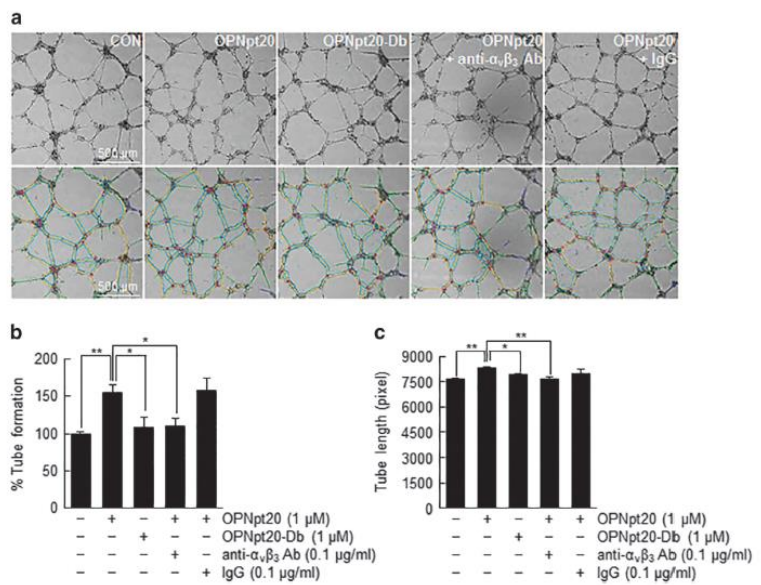 a
CON
OPNpt20
OPNpt20-Db
OPNpt20
+ anti-αvβ3 Ab
OPNpt20
+ IgG
500 μm
500 μm
b
% Tube formation
200
150
100
50
0
**
*
*
− + − + + OPNpt20 (1 μM)
− − + − − OPNpt20-Db (1 μM)
− − − + − anti-αvβ3 Ab (0.1 μg/ml)
− − − − + IgG (0.1 μg/ml)
c
Tube length (pixel)
9000
7500
6000
4500
3000
1500
0
**
*
**
− + − + + OPNpt20 (1 μM)
− − + − − OPNpt20-Db (1 μM)
− − − + − anti-αvβ3 Ab (0.1 μg/ml)
− − − − + IgG (0.1 μg/ml)